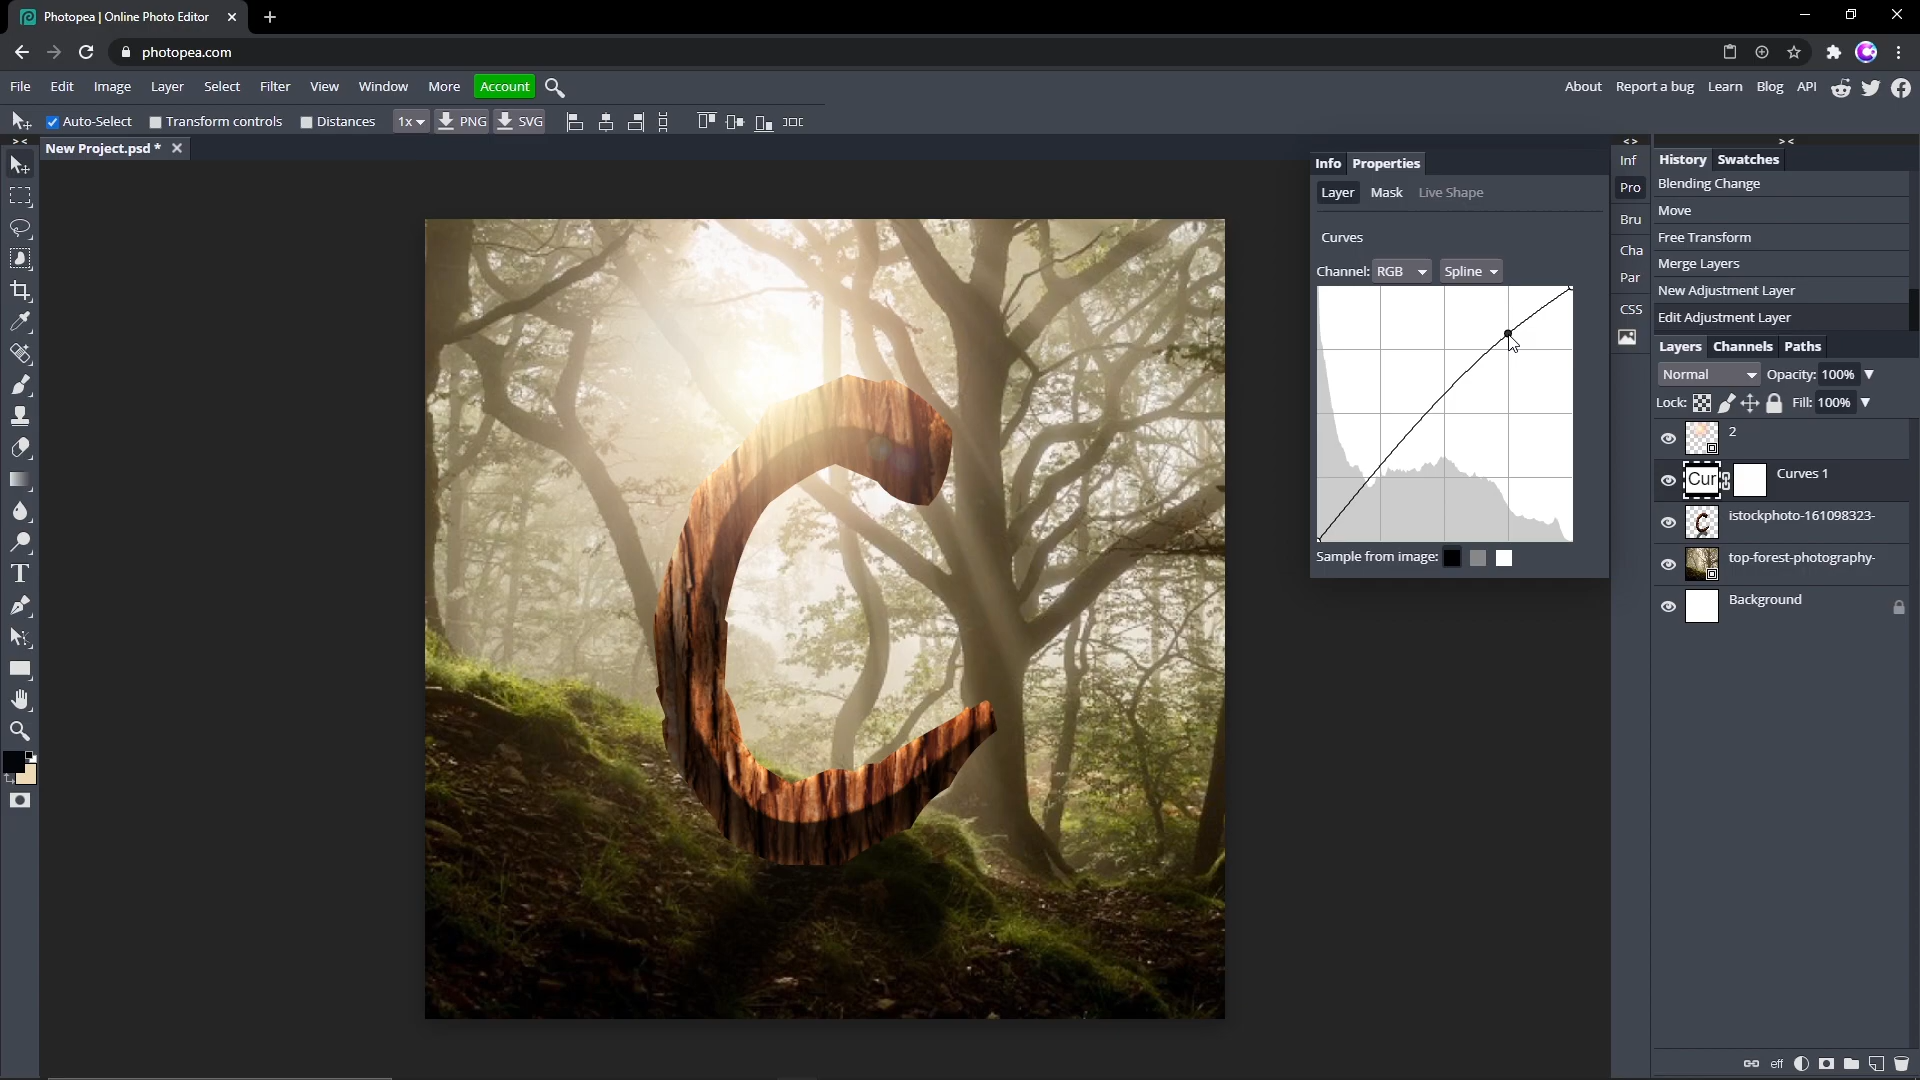 Photopea | Online Photo Editor
photopea.com
File Edit Image Layer Select Filter View Window More Account
About Report a bug Learn Blog API
Auto-Select Transform controls Distances 1x PNG SVG
New Project.psd *
Info Properties
Layer Mask Live Shape
Curves
Channel: RGB Spline
Sample from image:
Inf
Pro
Bru
Cha
Par
CSS
History Swatches
Blending Change
Move
Free Transform
Merge Layers
New Adjustment Layer
Edit Adjustment Layer
Layers Channels Paths
Normal Opacity: 100%
Lock: Fill: 100%
2
Cur Curves 1
istockphoto-161098323-
top-forest-photography-
Background
eff
C